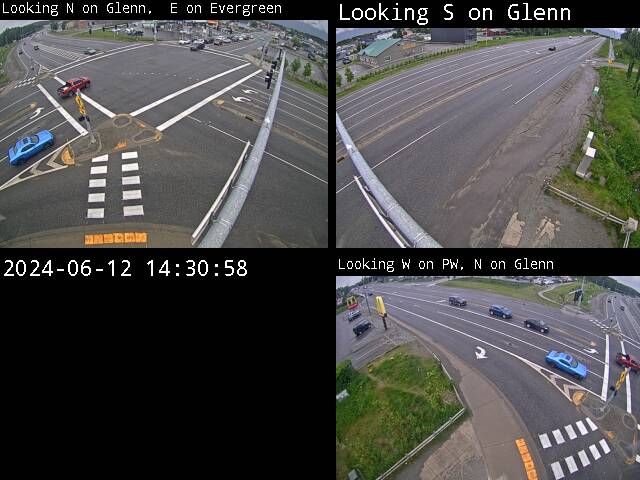 Looking N on Glenn, E on Evergreen
Looking S on Glenn
2024-06-12 14:30:58
Looking W on PW, N on Glenn